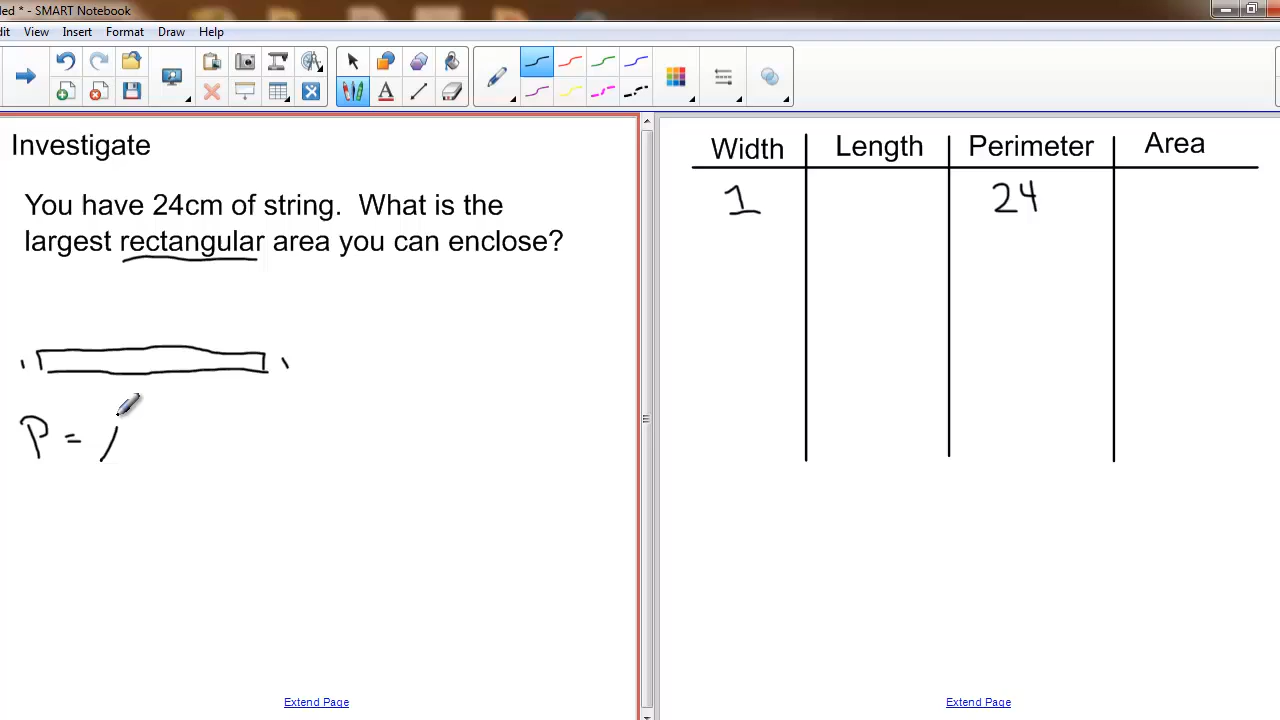 led * - SMART Notebook
dit View Insert Format Draw Help
Investigate
You have 24cm of string. What is the
largest rectangular area you can enclose?
P =
Extend Page
Width Length Perimeter Area
1 24
Extend Page